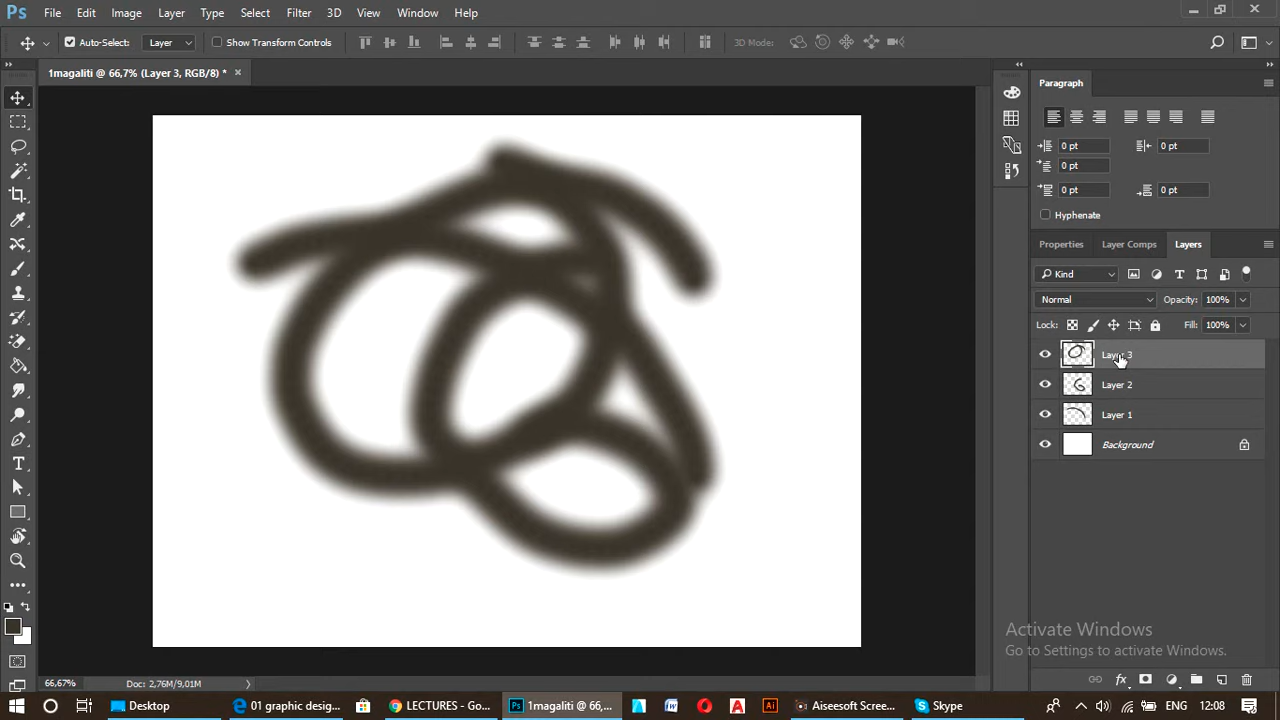 Ps File Edit Image Layer Type Select Filter 3D View Window Help
Auto-Select: Layer Show Transform Controls 3D Mode:
1magaliti @ 66,7% (Layer 3, RGB/8) * ×
Paragraph
0 pt 0 pt
0 pt
0 pt 0 pt
Hyphenate
Properties Layer Comps Layers
Kind
Normal Opacity: 100%
Lock: Fill: 100%
Layer 3
Layer 2
Layer 1
Background
Activate Windows
Go to Settings to activate Windows.
66,67% Doc: 2,76M/9,01M
Desktop 01 graphic desig... LECTURES - Go... Ps 1magaliti @ 66,... Ai Aiseesoft Scree... Skype ENG 12:08